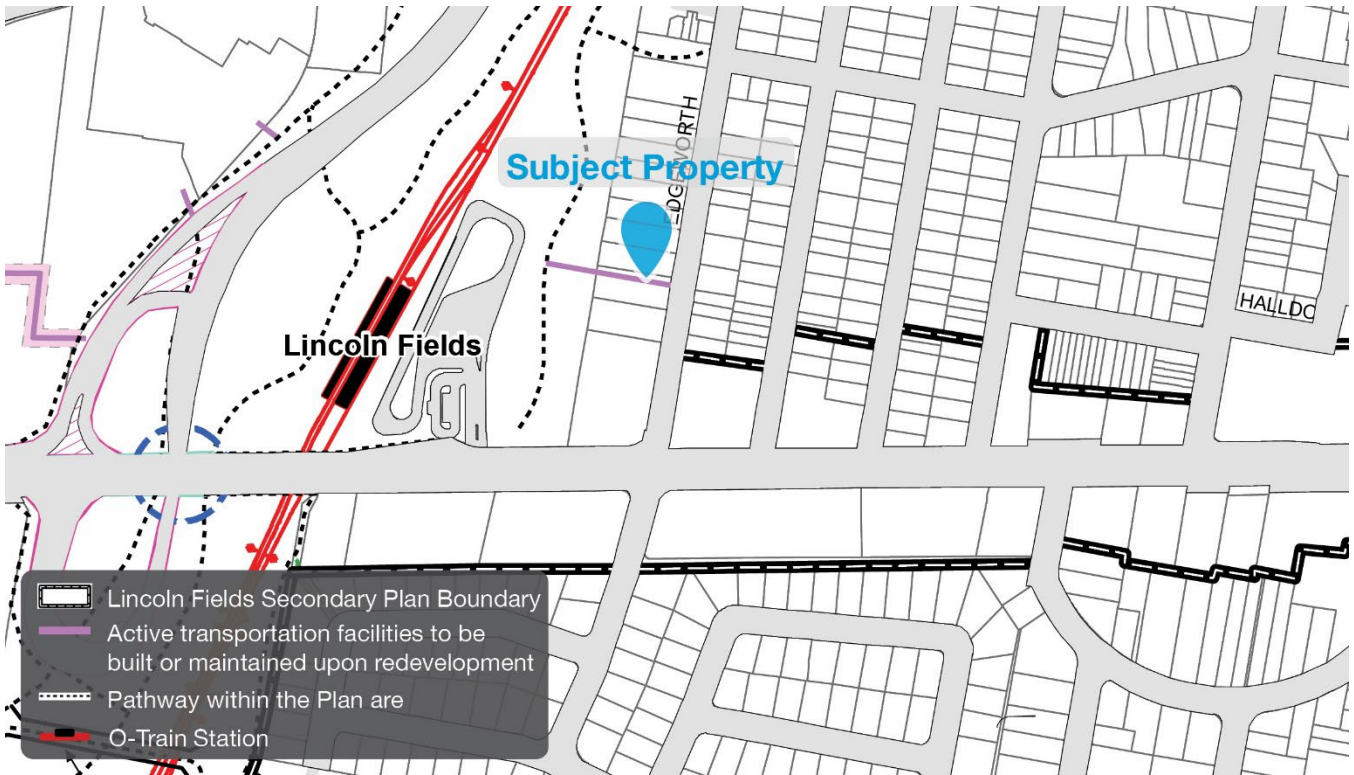 EDGEWORTH
Subject Property
HALLDO
Lincoln Fields
Lincoln Fields Secondary Plan Boundary
Active transportation facilities to be
built or maintained upon redevelopment
Pathway within the Plan are
O-Train Station